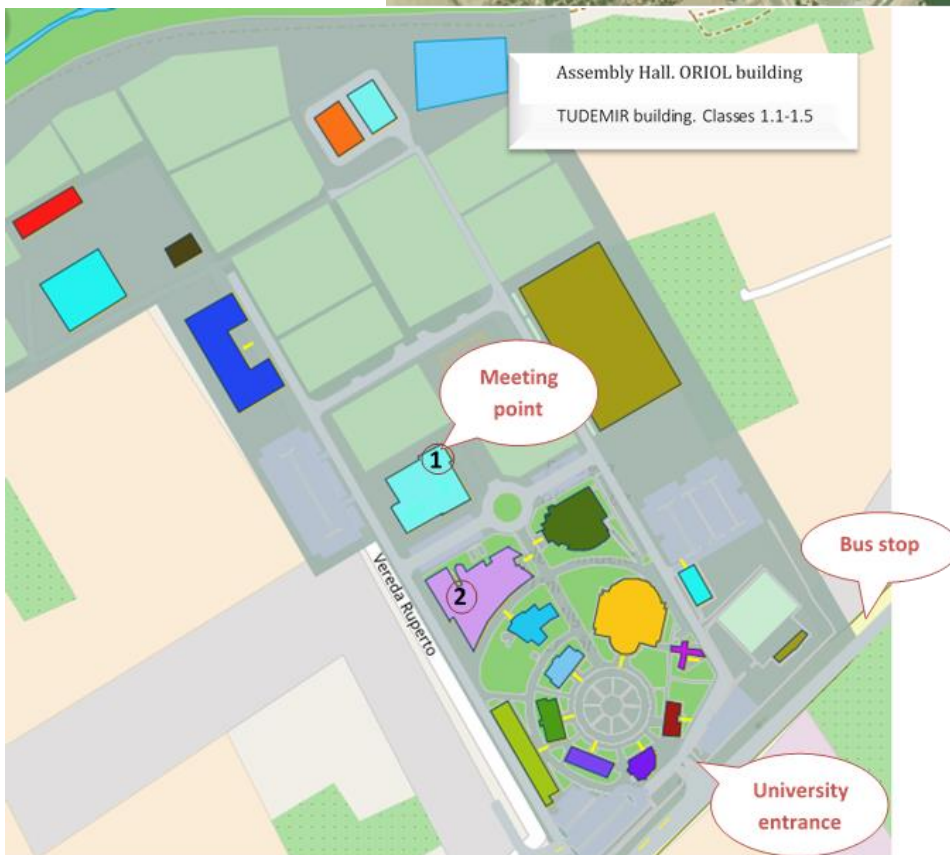 Assembly Hall. ORIOL building
TUDEMIR building. Classes 1.1-1.5
Meeting
point
1
Bus stop
2
Vereda Ruperto
University
entrance